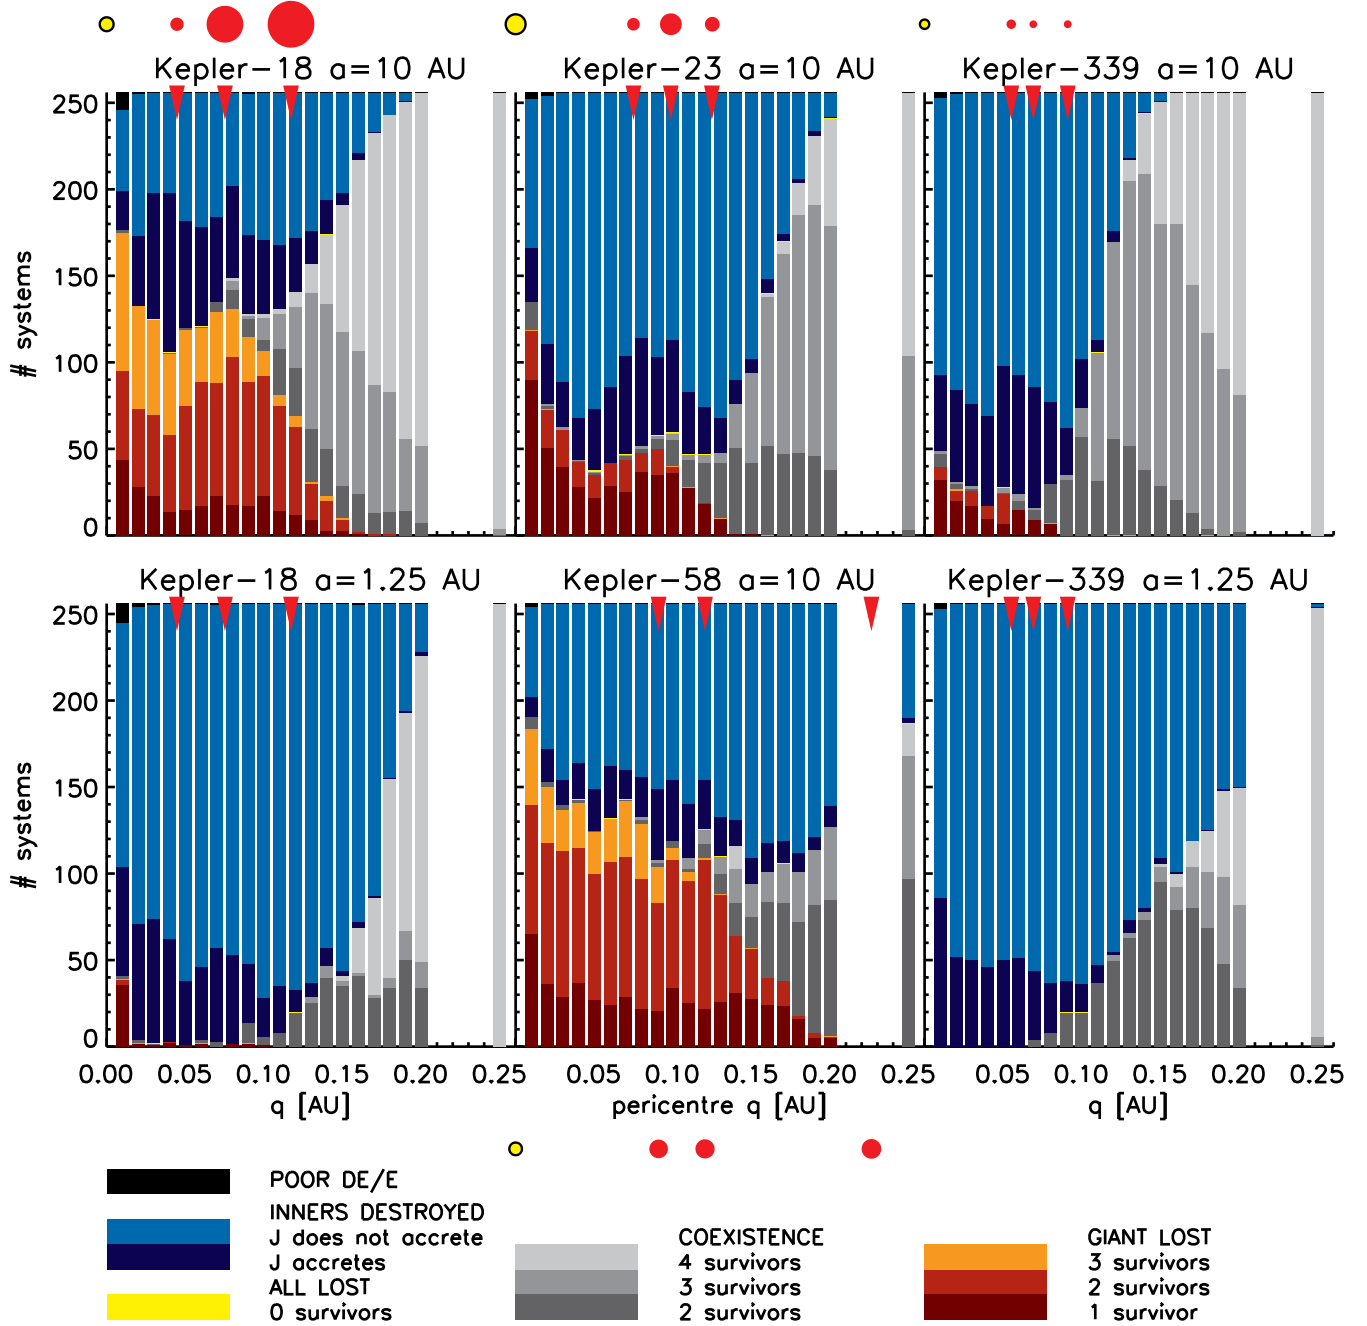 Kepler-18 a=10 AU
Kepler-23 a=10 AU
Kepler-339 a=10 AU
# systems
250
200
150
100
50
0
Kepler-18 a=1.25 AU
Kepler-58 a=10 AU
Kepler-339 a=1.25 AU
# systems
250
200
150
100
50
0
0.00 0.05 0.10 0.15 0.20 0.25
0.05 0.10 0.15 0.20 0.25
0.05 0.10 0.15 0.20 0.25
q [AU]
pericentre q [AU]
q [AU]
POOR DE/E
INNERS DESTROYED
J does not accrete
J accretes
ALL LOST
0 survivors
COEXISTENCE
4 survivors
3 survivors
2 survivors
GIANT LOST
3 survivors
2 survivors
1 survivor